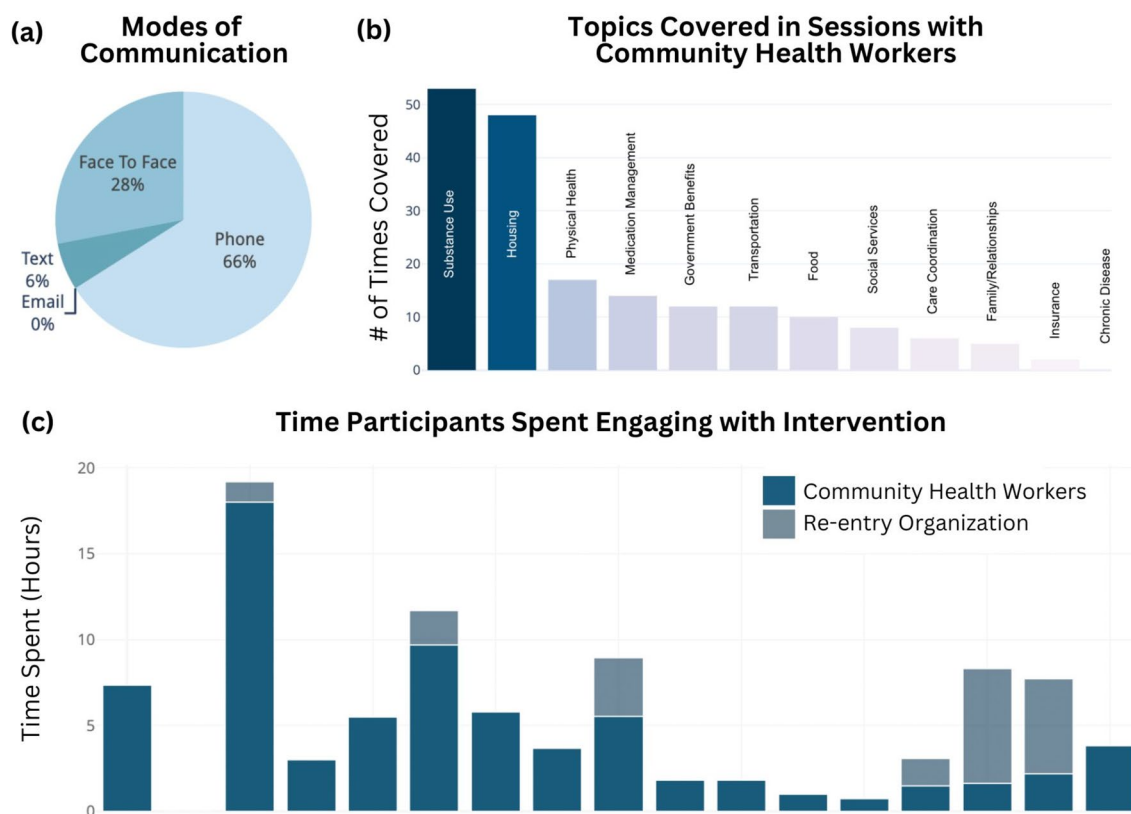 (a)
Modes of
Communication
Face To Face
28%
Phone
66%
Text
6%
Email
0%
(b)
Topics Covered in Sessions with
Community Health Workers
# of Times Covered
50
40
30
20
10
0
Substance Use
Housing
Physical Health
Medication Management
Government Benefits
Transportation
Food
Social Services
Care Coordination
Family/Relationships
Insurance
Chronic Disease
(c)
Time Participants Spent Engaging with Intervention
Time Spent (Hours)
20
15
10
5
0
Community Health Workers
Re-entry Organization